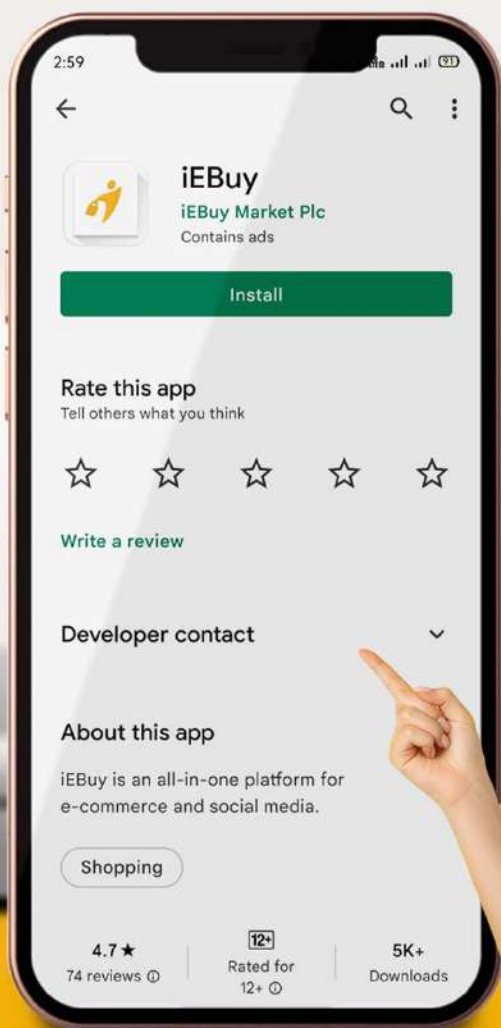 2:59
91
iEBuy
iEBuy Market Plc
Contains ads
Install
Rate this app
Tell others what you think
Write a review
Developer contact
About this app
iEBuy is an all-in-one platform for
e-commerce and social media.
Shopping
4.7★
74 reviews
12+
Rated for
12+
5K+
Downloads